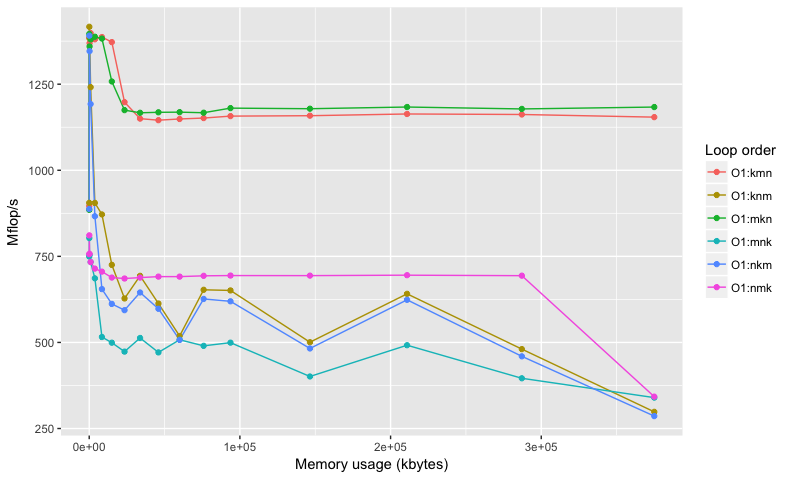 1250
1000
750
500
250
Mflop/s
0e+00
1e+05
2e+05
3e+05
Memory usage (kbytes)
Loop order
O1:kmn
O1:knm
O1:mkn
O1:mnk
O1:nkm
O1:nmk